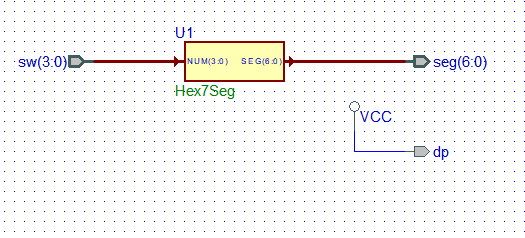 U1
sw(3:0) NUM(3:0) SEG(6:0) seg(6:0)
Hex7Seg
VCC
dp